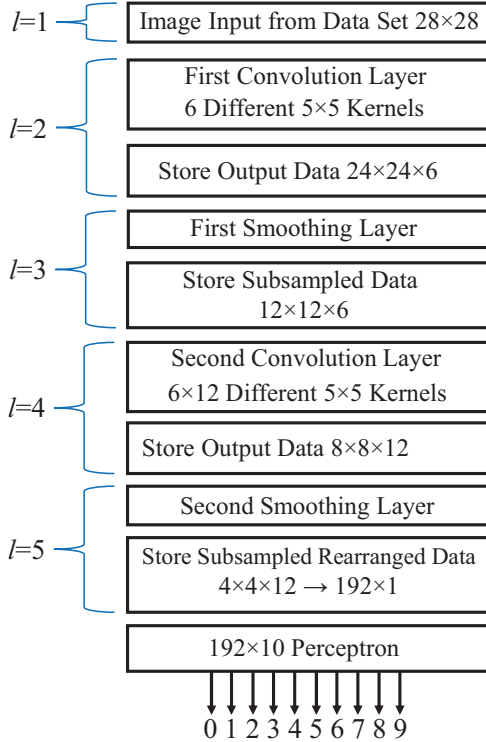 l=1
Image Input from Data Set 28×28
l=2
First Convolution Layer
6 Different 5×5 Kernels
Store Output Data 24×24×6
l=3
First Smoothing Layer
Store Subsampled Data
12×12×6
l=4
Second Convolution Layer
6×12 Different 5×5 Kernels
Store Output Data 8×8×12
l=5
Second Smoothing Layer
Store Subsampled Rearranged Data
4×4×12 → 192×1
192×10 Perceptron
0 1 2 3 4 5 6 7 8 9